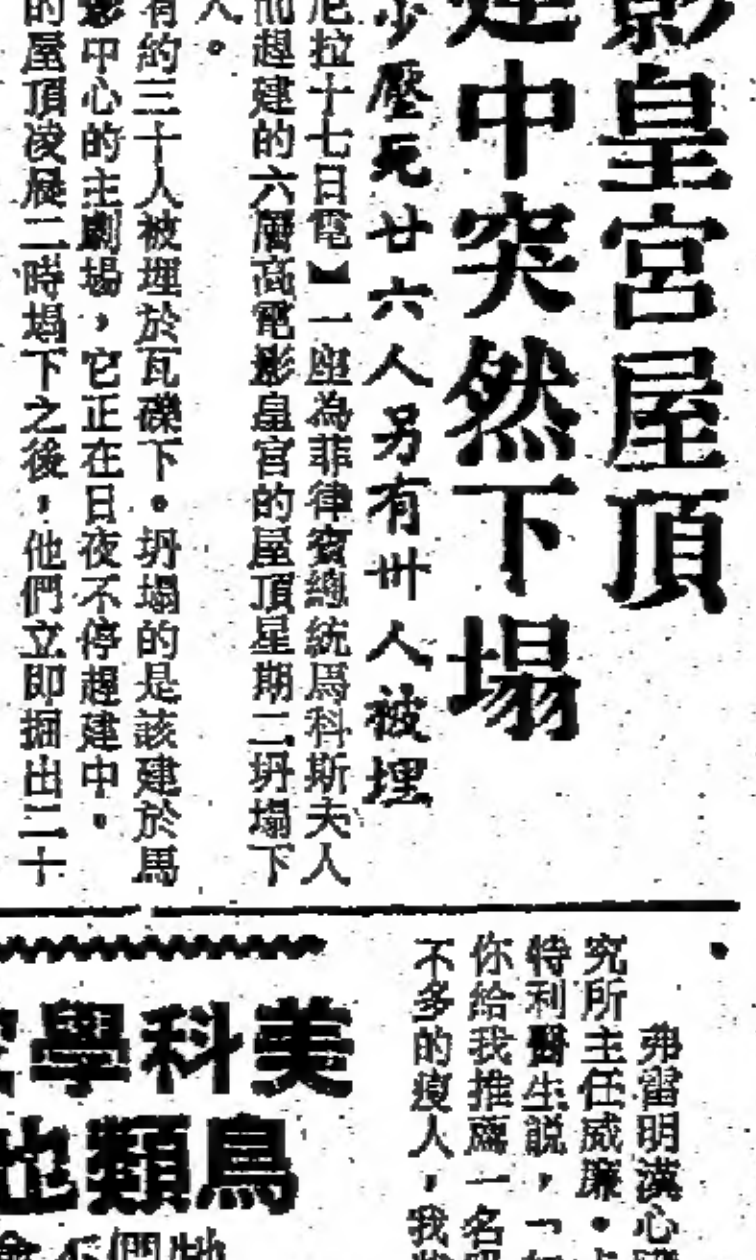 影皇宮屋頂
建中突然下塌
少壓死廿六人另有卅人被埋
尼拉十七日電】一座為菲律賓總統馬科斯夫人
而趕建的六層高電影皇宮的屋頂星期二坍塌下
人。
有約三十人被埋於瓦礫下。坍塌的是該建於馬
影中心的主劇場，它正在日夜不停趕建中。
的屋頂凌晨二時塌下之後，他們立即掘出二十
弗雷明漢心
究所主任威廉·
特利醫生説，「
你給我推薦一名
不多的瘦人，我
美科學
鳥類也